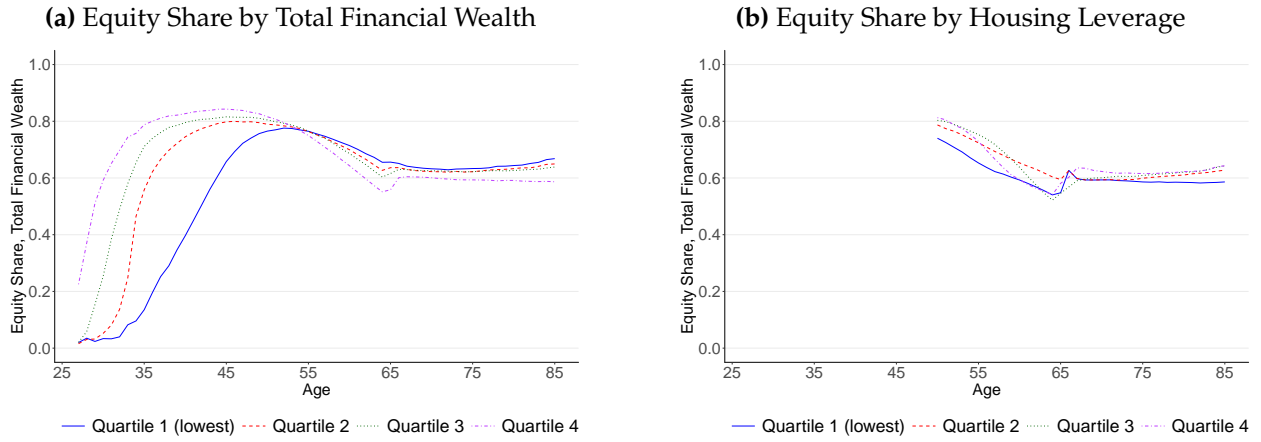 (a) Equity Share by Total Financial Wealth
Equity Share, Total Financial Wealth
1.0
0.8
0.6
0.4
0.2
0.0
25 35 45 55 65 75 85
Age
Quartile 1 (lowest) Quartile 2 Quartile 3 Quartile 4
(b) Equity Share by Housing Leverage
Equity Share, Total Financial Wealth
1.0
0.8
0.6
0.4
0.2
0.0
25 35 45 55 65 75 85
Age
Quartile 1 (lowest) Quartile 2 Quartile 3 Quartile 4